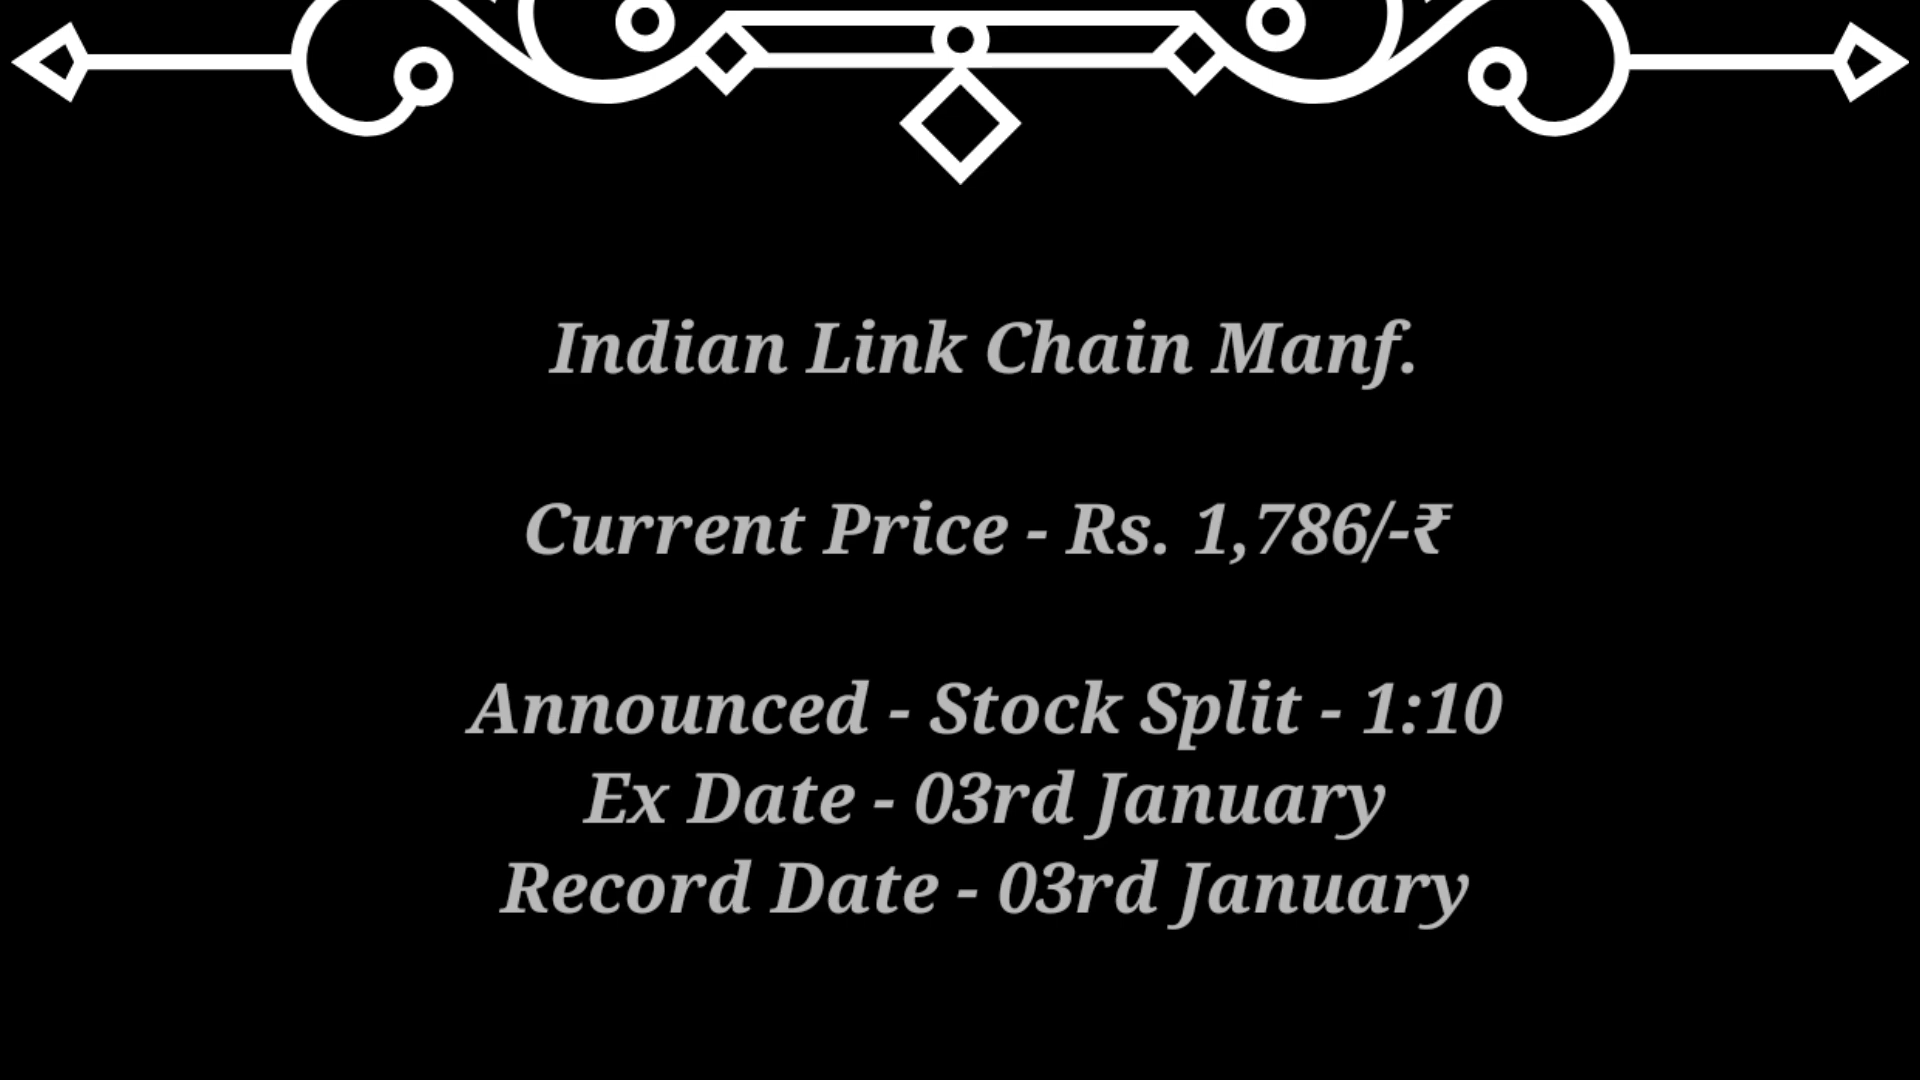 Indian Link Chain Manf.
Current Price - Rs. 1,786/-₹
Announced - Stock Split - 1:10
Ex Date - 03rd January
Record Date - 03rd January